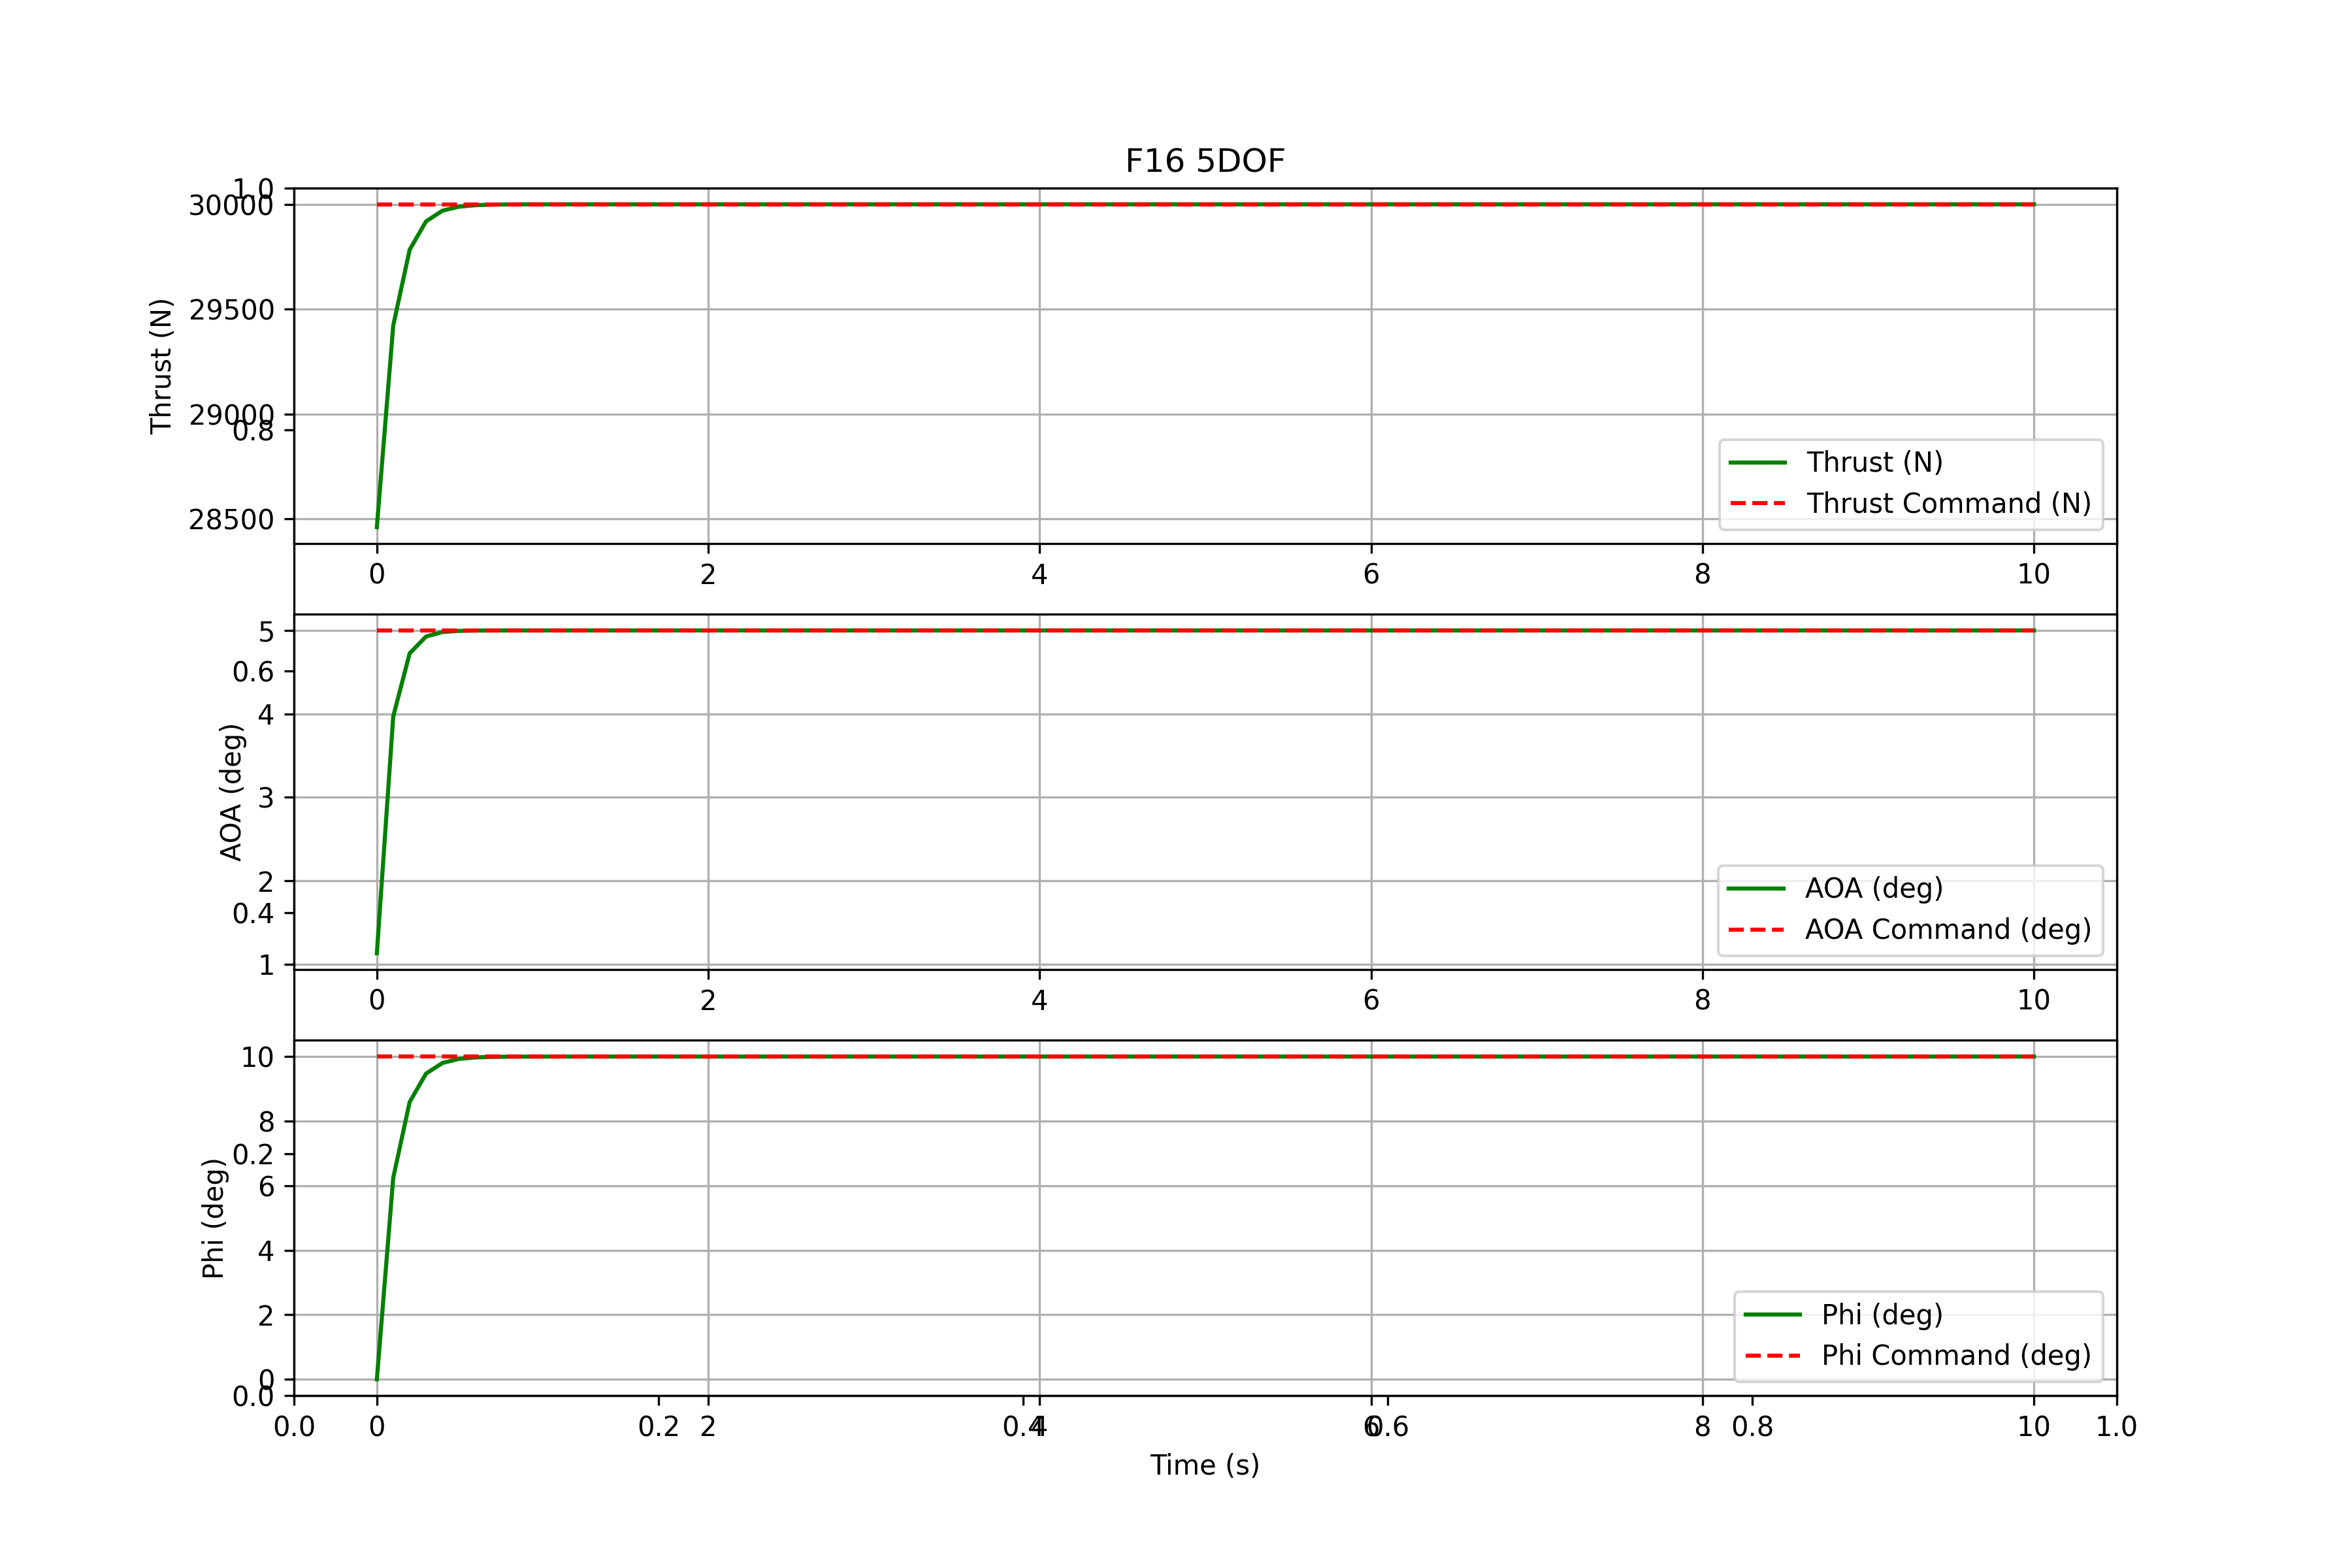 F16 5DOF
1.0
30000
29500
29000
0.8
28500
Thrust (N)
Thrust (N)
Thrust Command (N)
0 2 4 6 8 10
5
0.6
4
3
2
0.4
1
AOA (deg)
AOA (deg)
AOA Command (deg)
0 2 4 6 8 10
10
8
0.2
6
4
2
0
0.0
Phi (deg)
Phi (deg)
Phi Command (deg)
0.0 0 0.2 2 0.4 4 6 0.6 8 0.8 10 1.0
Time (s)